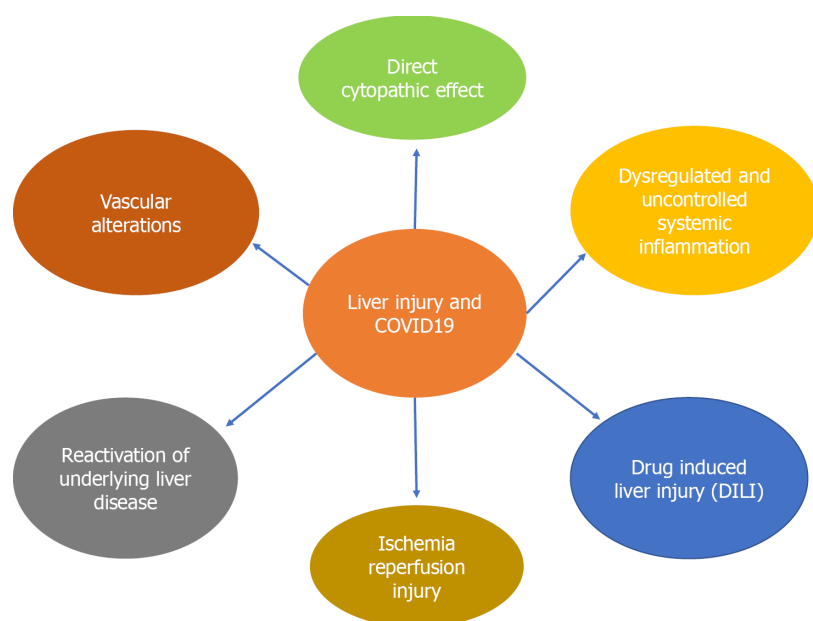 Direct
cytopathic effect
Vascular
alterations
Dysregulated and
uncontrolled
systemic
inflammation
Liver injury and
COVID19
Reactivation of
underlying liver
disease
Drug induced
liver injury (DILI)
Ischemia
reperfusion
injury